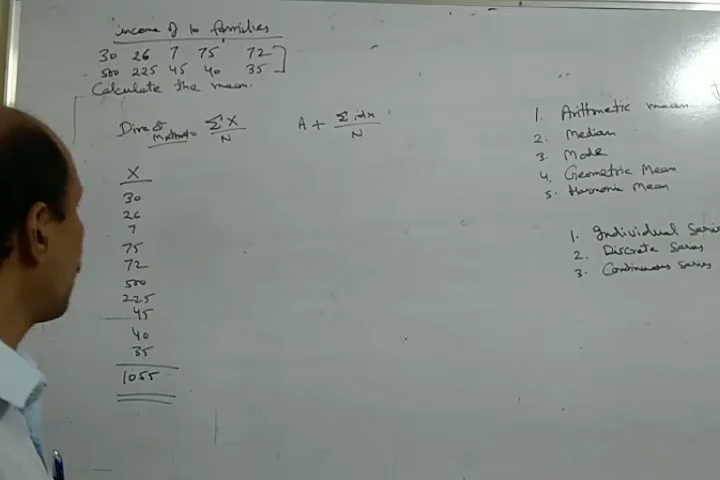 income of 10 families
30 26 7 75 72
500 225 45 40 35
Calculate the mean.
Direct Method = ΣX / N
A + Σdx / N
X
30
26
7
75
72
500
225
45
40
35
1055
1. Arithmetic mean
2. Median
3. Mode
4. Geometric Mean
5. Harmonic Mean
1. Individual Series
2. Discrete Series
3. Continuous Series